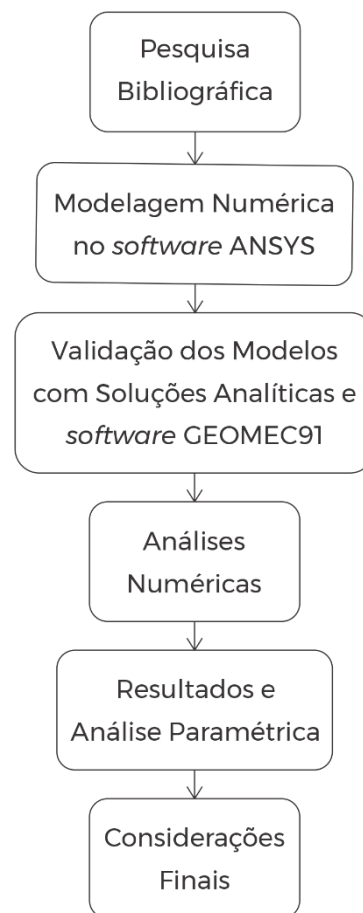 Pesquisa
Bibliográfica
Modelagem Numérica
no software ANSYS
Validação dos Modelos
com Soluções Analíticas e
software GEOMEC91
Análises
Numéricas
Resultados e
Análise Paramétrica
Considerações
Finais